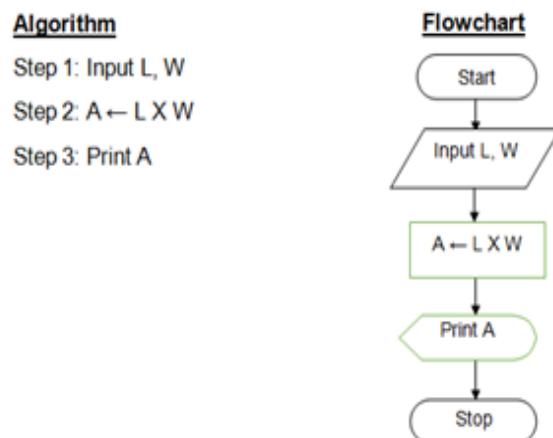 Algorithm
Step 1: Input L, W
Step 2: A ← L X W
Step 3: Print A
Flowchart
Start
Input L, W
A ← L X W
Print A
Stop